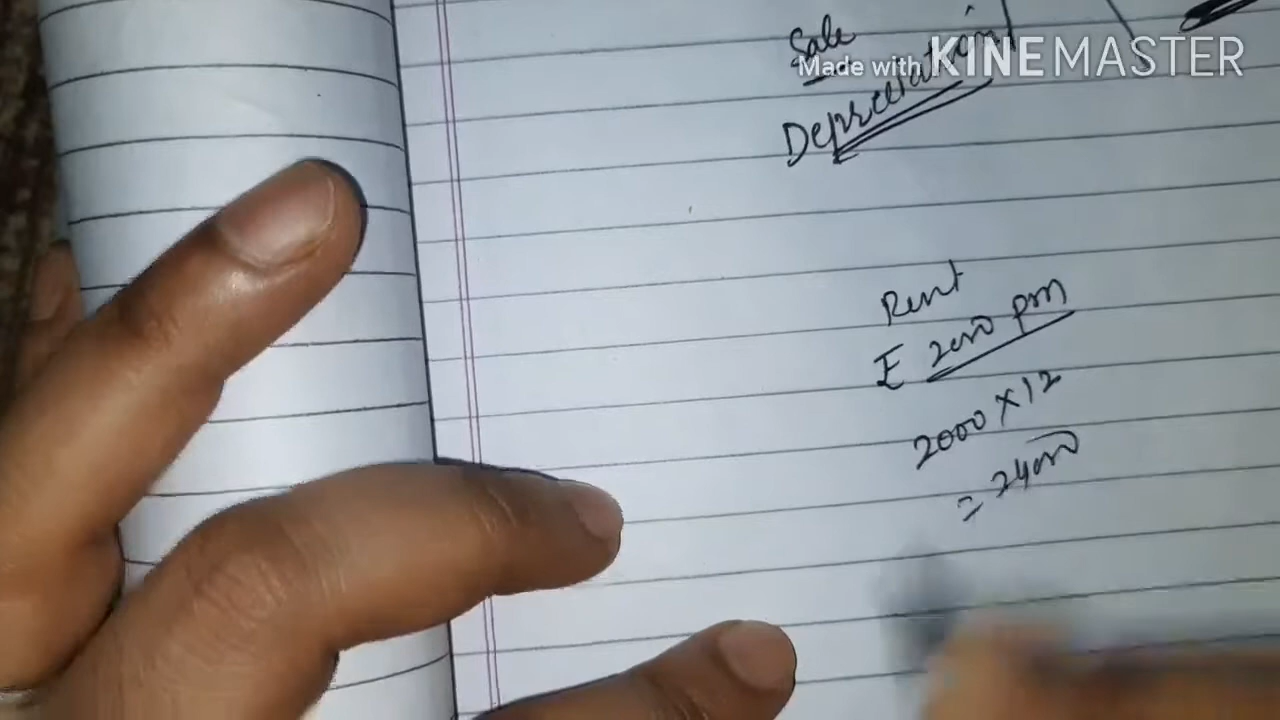 Sale
Made with KINEMASTER
Depreciation
Rent
2000 pm
2000 x 12
= 24000